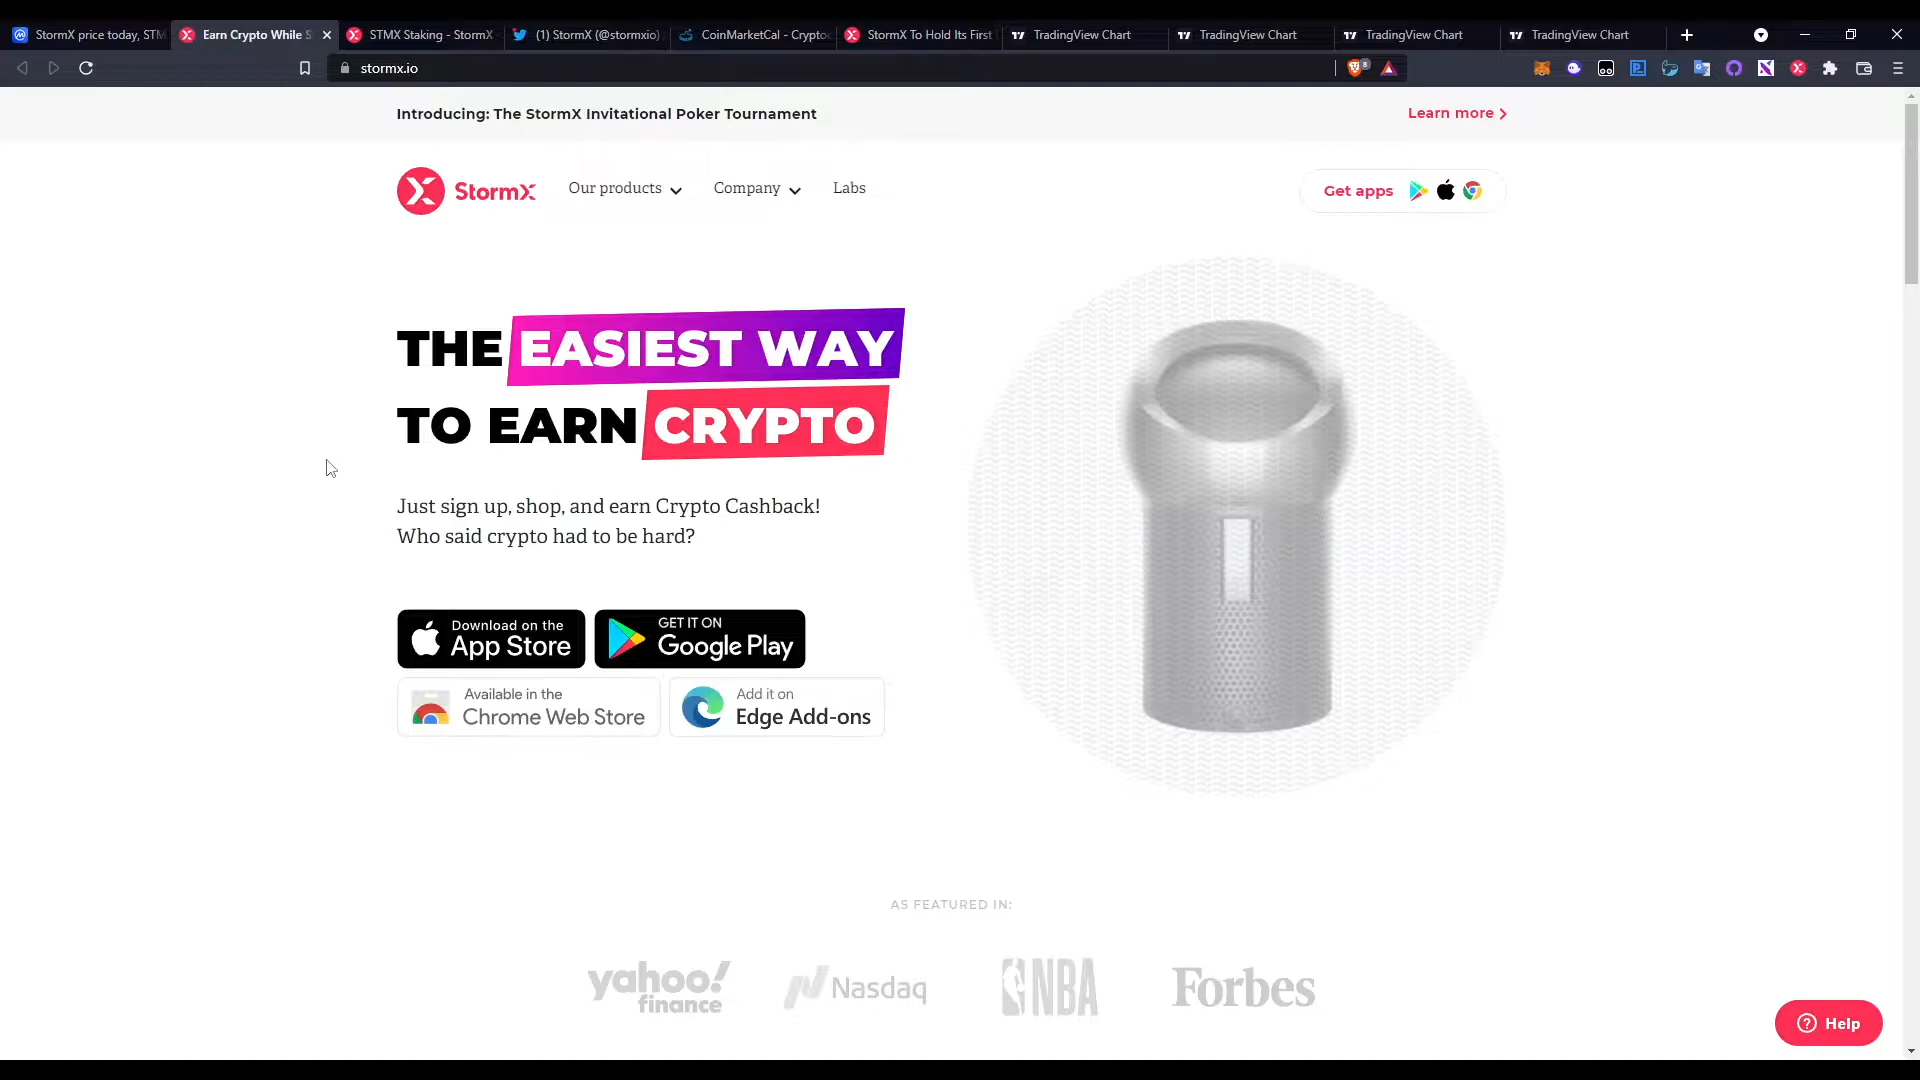 StormX price today, STM
Earn Crypto While S
STMX Staking - StormX
(1) StormX (@stormxio)
CoinMarketCal - Cryptoc
StormX To Hold Its First
TradingView Chart
TradingView Chart
TradingView Chart
TradingView Chart
stormx.io
8
Introducing: The StormX Invitational Poker Tournament
Learn more
StormX
Our products
Company
Labs
Get apps
THE EASIEST WAY
TO EARN CRYPTO
Just sign up, shop, and earn Crypto Cashback!
Who said crypto had to be hard?
Download on the
App Store
GET IT ON
Google Play
Available in the
Chrome Web Store
Add it on
Edge Add-ons
AS FEATURED IN:
yahoo!
finance
Nasdaq
NBA
Forbes
Help